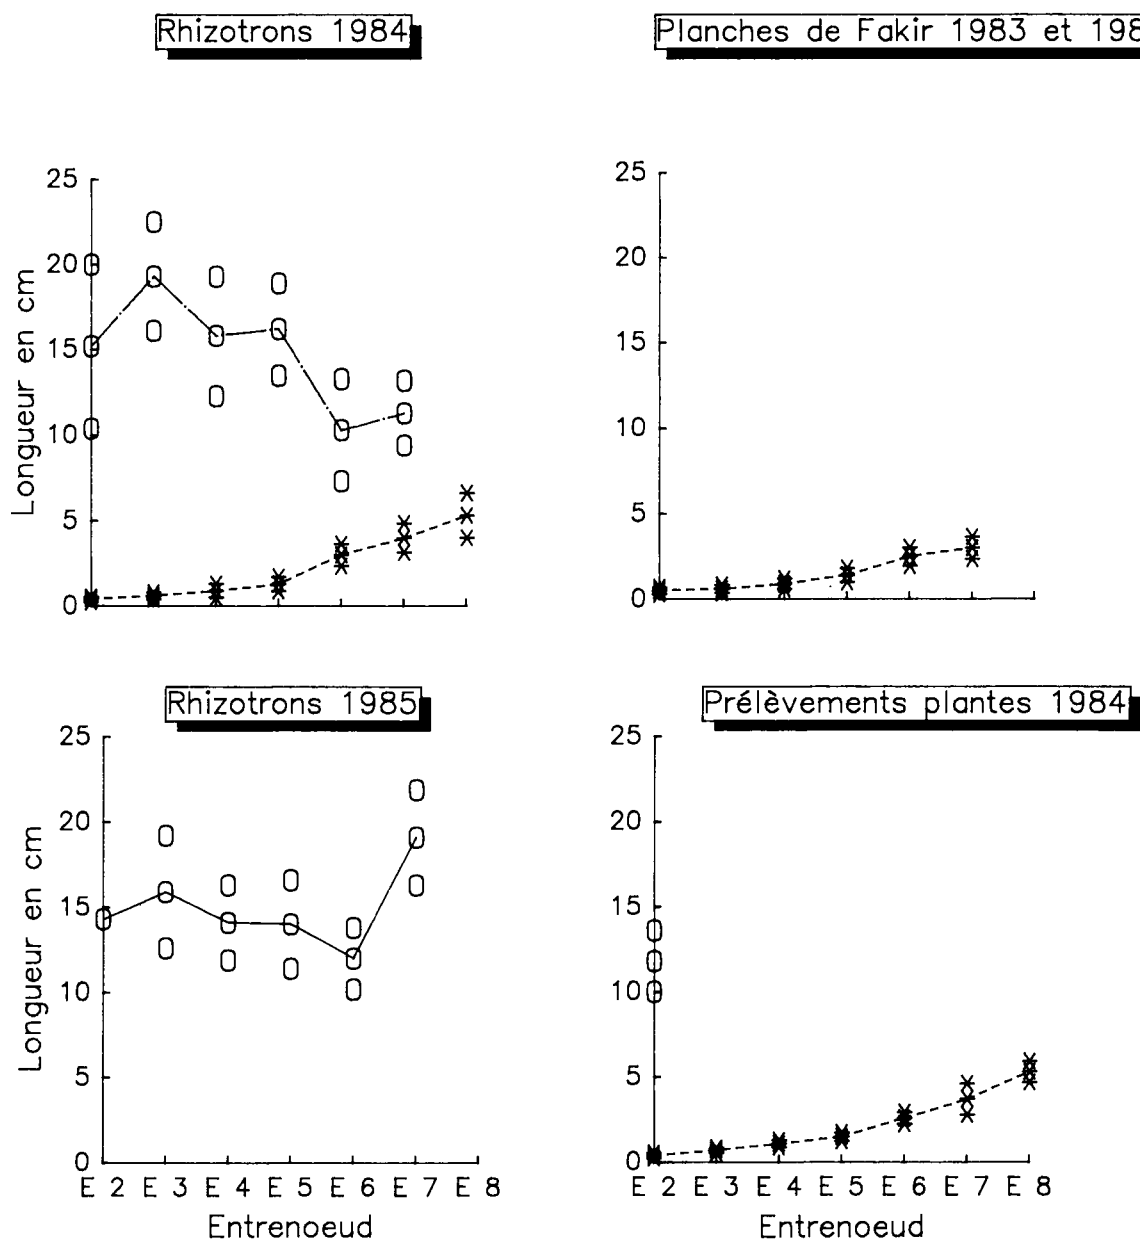 Rhizotrons 1984
Planches de Fakir 1983 et 198
25
20
15
10
5
0
Longueur en cm
25
20
15
10
5
0
Rhizotrons 1985
Prélèvements plantes 1984
25
20
15
10
5
0
Longueur en cm
E 2 E 3 E 4 E 5 E 6 E 7 E 8
Entrenoeud
25
20
15
10
5
0
E 2 E 3 E 4 E 5 E 6 E 7 E 8
Entrenoeud